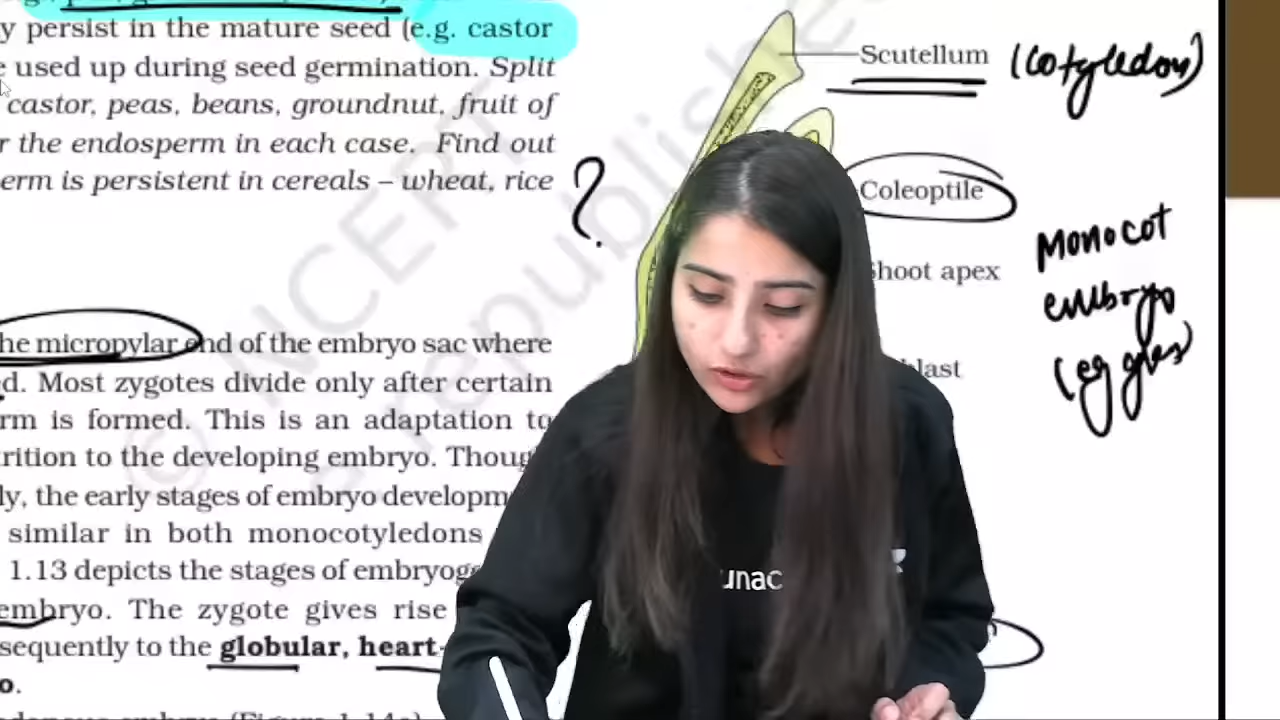 y persist in the mature seed (e.g. castor
e used up during seed germination. Split
castor, peas, beans, groundnut, fruit of
r the endosperm in each case. Find out
erm is persistent in cereals – wheat, rice
?
he micropylar end of the embryo sac where
ed. Most zygotes divide only after certain
rm is formed. This is an adaptation to
rition to the developing embryo. Thoug
ly, the early stages of embryo developm
similar in both monocotyledons
1.13 depicts the stages of embryog
embryo. The zygote gives rise
sequently to the globular, heart-
o.
Scutellum (cotyledon)
Coleoptile
Shoot apex
last
Monocot
embryo
(eg
unac
© NCERT
republishe